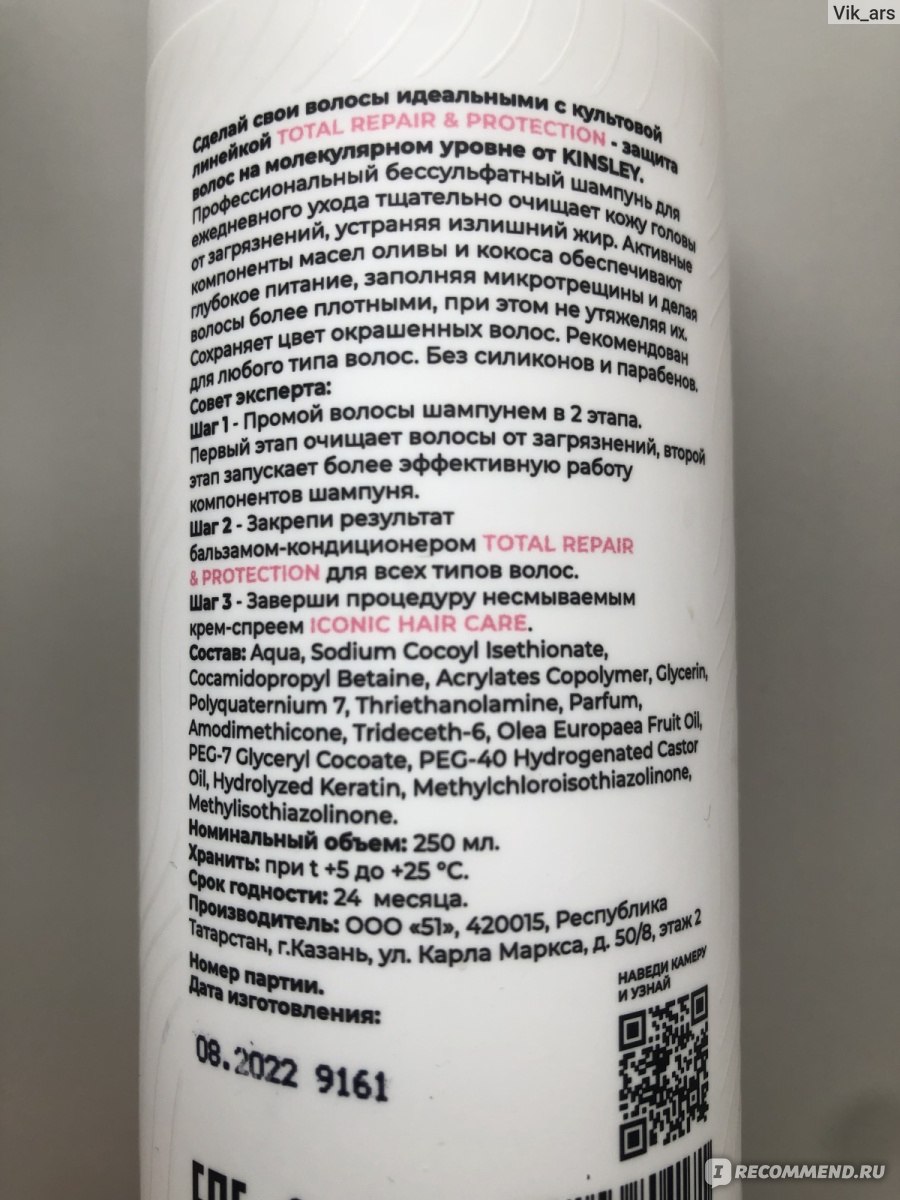 Vik_ars
Сделай свои волосы идеальными с культовой
линейкой TOTAL REPAIR & PROTECTION - защита
волос на молекулярном уровне от KINSLEY.
Профессиональный бессульфатный шампунь для
ежедневного ухода тщательно очищает кожу головы
от загрязнений, устраняя излишний жир. Активные
компоненты масел оливы и кокоса обеспечивают
глубокое питание, заполняя микротрещины и делая
волосы более плотными, при этом не утяжеляя их.
Сохраняет цвет окрашенных волос. Рекомендован
для любого типа волос. Без силиконов и парабенов.
Совет эксперта:
Шаг 1 - Промой волосы шампунем в 2 этапа.
Первый этап очищает волосы от загрязнений, второй
этап запускает более эффективную работу
компонентов шампуня.
Шаг 2 - Закрепи результат
бальзамом-кондиционером TOTAL REPAIR
& PROTECTION для всех типов волос.
Шаг 3 - Заверши процедуру несмываемым
крем-спреем ICONIC HAIR CARE.
Состав: Aqua, Sodium Cocoyl Isethionate,
Cocamidopropyl Betaine, Acrylates Copolymer, Glycerin,
Polyquaternium 7, Thriethanolamine, Parfum,
Amodimethicone, Trideceth-6, Olea Europaea Fruit Oil,
PEG-7 Glyceryl Cocoate, PEG-40 Hydrogenated Castor
Oil, Hydrolyzed Keratin, Methylchloroisothiazolinone,
Methylisothiazolinone.
Номинальный объем: 250 мл.
Хранить: при t +5 до +25 °C.
Срок годности: 24 месяца.
Производитель: ООО «51», 420015, Республика
Татарстан, г.Казань, ул. Карла Маркса, д. 50/8, этаж 2
Номер партии.
Дата изготовления:
НАВЕДИ КАМЕРУ
И УЗНАЙ
08.2022 9161
IRECOMMEND.RU